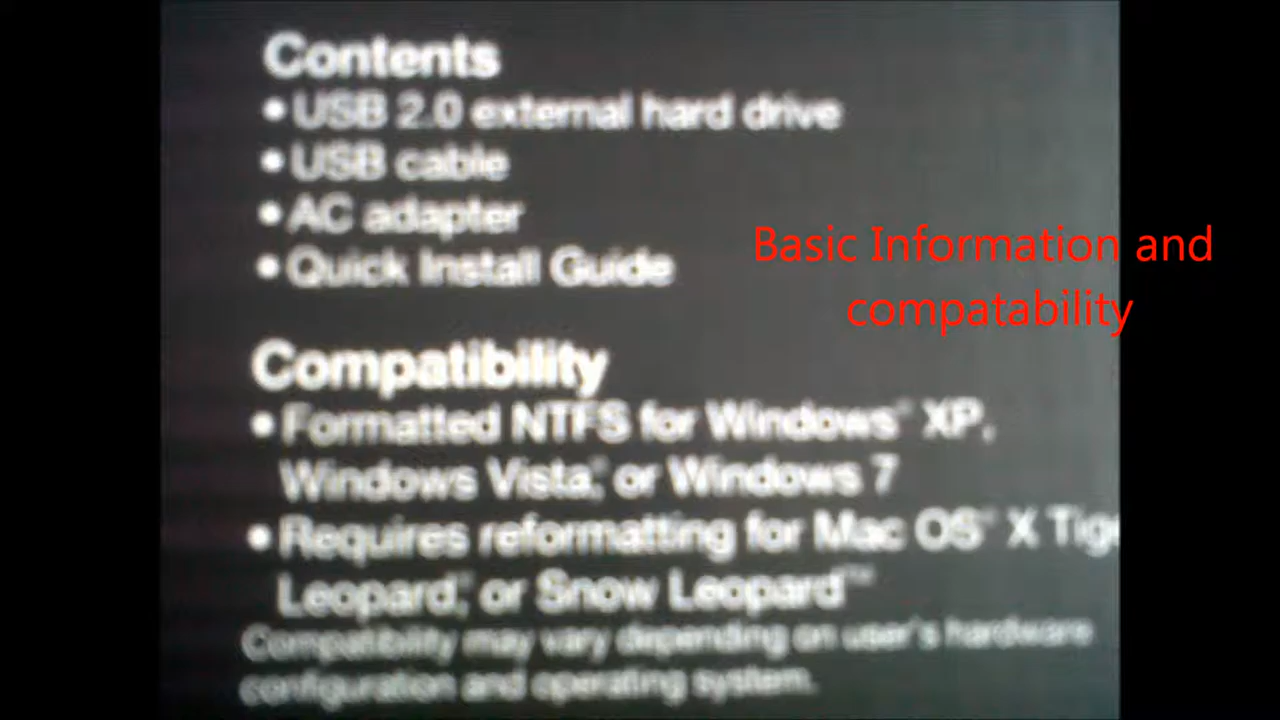 Contents
• USB 2.0 external hard drive
• USB cable
• AC adapter
• Quick Install Guide
Basic Information and
compatability
Compatibility
• Formatted NTFS for Windows® XP,
Windows Vista®, or Windows 7
• Requires reformatting for Mac OS® X Tige
Leopard®, or Snow Leopard™
Compatibility may vary depending on user's hardware
configuration and operating system.